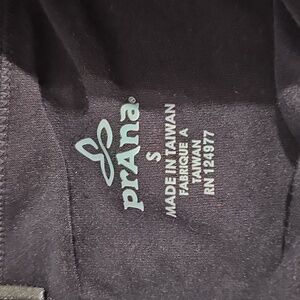 prAna
S
MADE IN TAIWAN
FABRIQUE A
TAIWAN
RN 124977